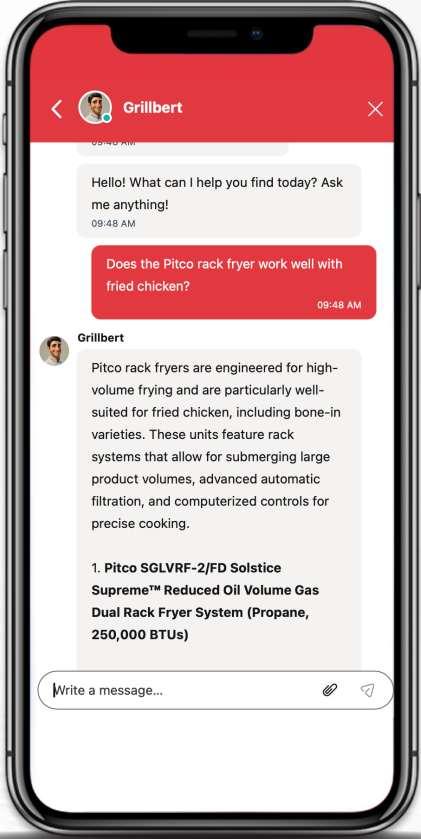 Grillbert
09:48 AM
Hello! What can I help you find today? Ask
me anything!
09:48 AM
Does the Pitco rack fryer work well with
fried chicken?
09:48 AM
Grillbert
Pitco rack fryers are engineered for high-
volume frying and are particularly well-
suited for fried chicken, including bone-in
varieties. These units feature rack
systems that allow for submerging large
product volumes, advanced automatic
filtration, and computerized controls for
precise cooking.
1. Pitco SGLVRF-2/FD Solstice
Supreme™ Reduced Oil Volume Gas
Dual Rack Fryer System (Propane,
250,000 BTUs)
Write a message...